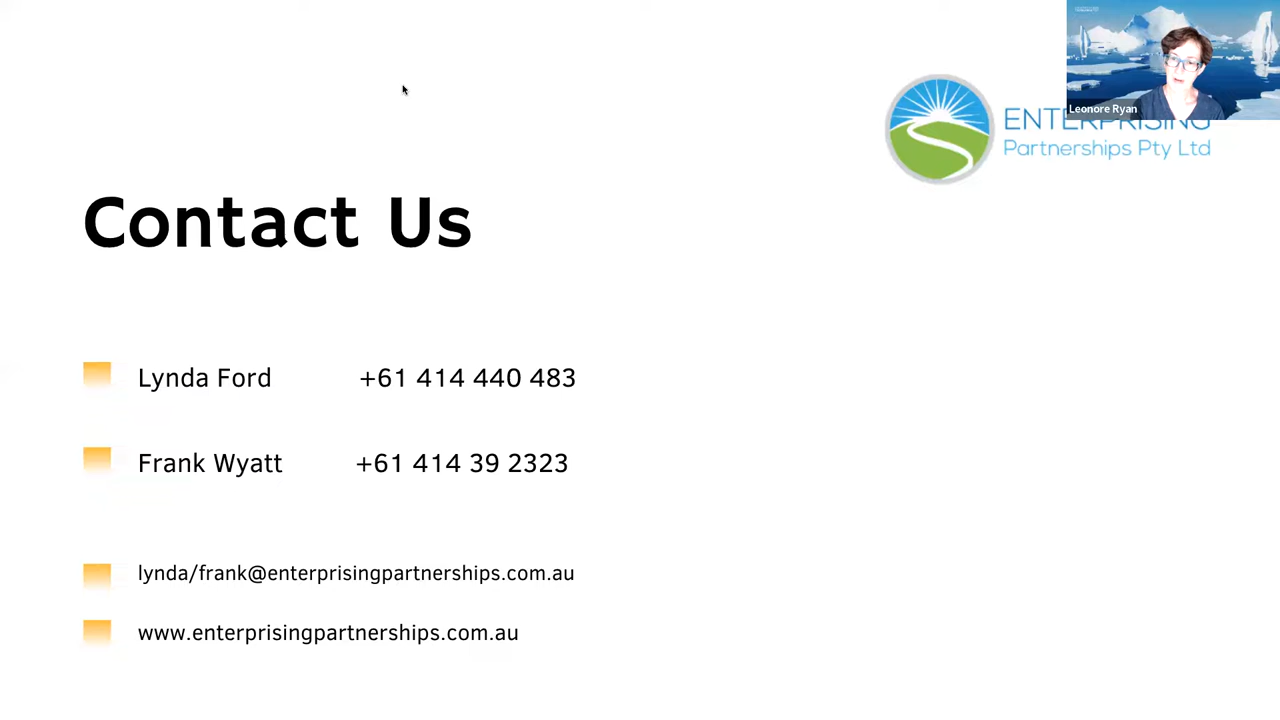 Leonore Ryan
ENTERPRISING
Partnerships Pty Ltd
Contact Us
Lynda Ford +61 414 440 483
Frank Wyatt +61 414 39 2323
lynda/frank@enterprisingpartnerships.com.au
www.enterprisingpartnerships.com.au